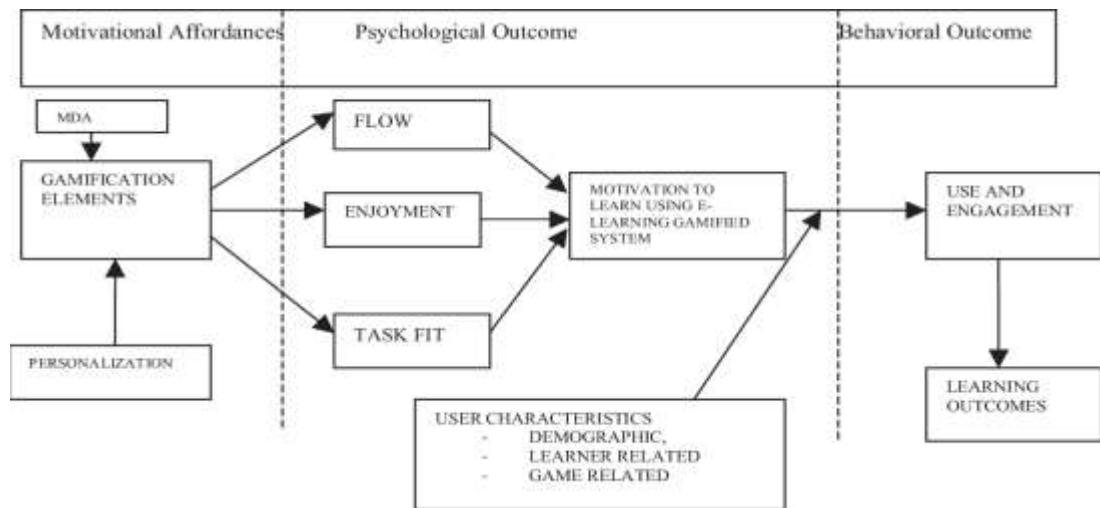 Motivational Affordances
Psychological Outcome
Behavioral Outcome
MDA
FLOW
GAMIFICATION
ELEMENTS
MOTIVATION TO
LEARN USING E-
LEARNING GAMIFIED
SYSTEM
USE AND
ENGAGEMENT
ENJOYMENT
TASK FIT
PERSONALIZATION
LEARNING
OUTCOMES
USER CHARACTERISTICS
- DEMOGRAPHIC,
- LEARNER RELATED
- GAME RELATED